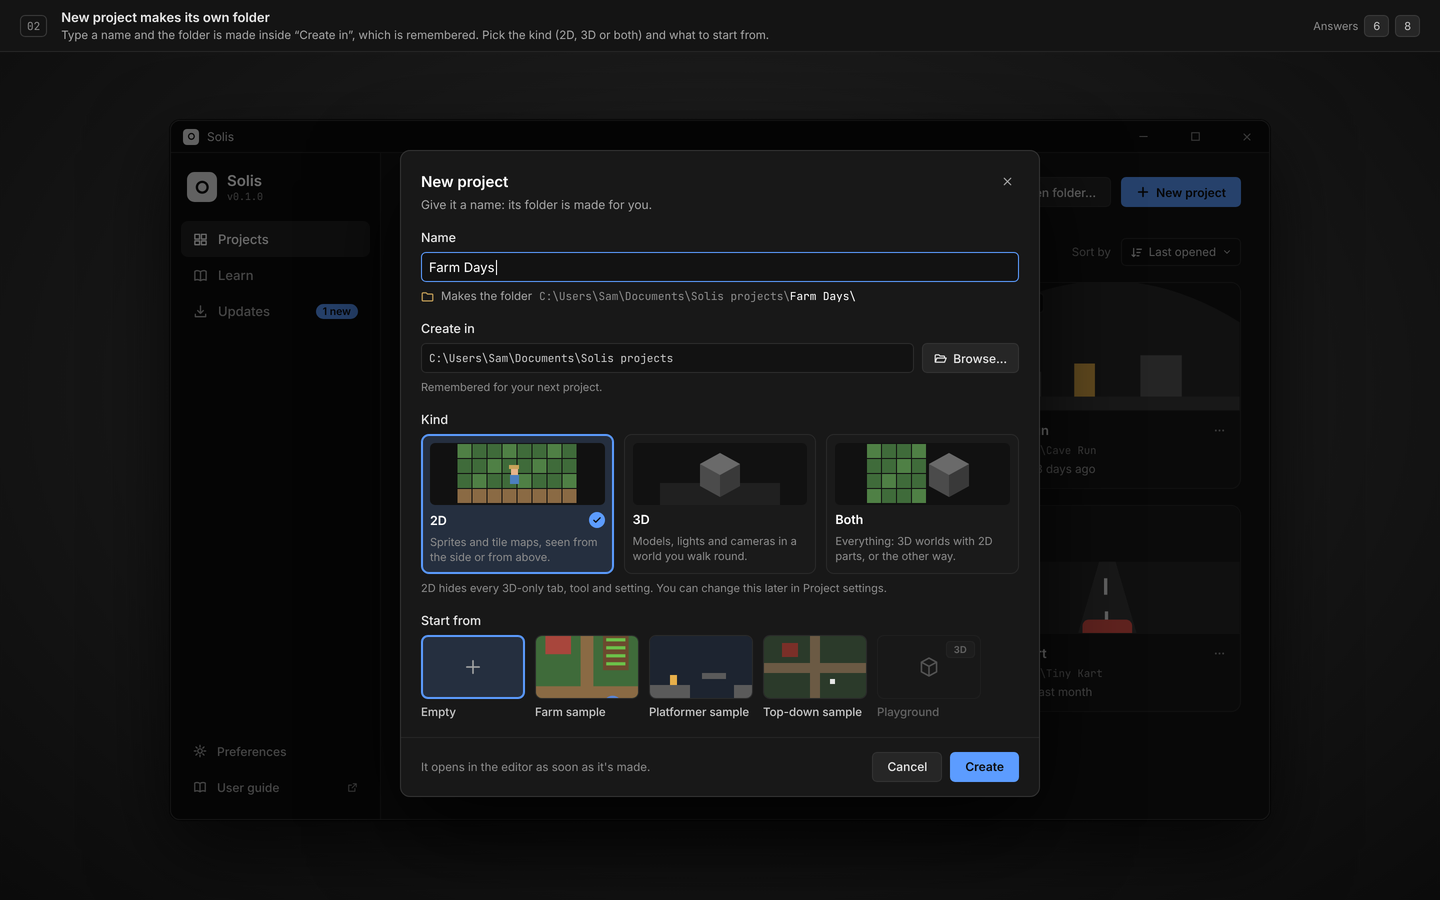 02
New project makes its own folder
Type a name and the folder is made inside “Create in”, which is remembered. Pick the kind (2D, 3D or both) and what to start from.
Answers 6 8
Solis
Solis
v0.1.0
Projects
Learn
Updates
1 new
Preferences
User guide
en folder...
New project
Sort by
Last opened
New project
Give it a name: its folder is made for you.
Name
Farm Days
Makes the folder C:\Users\Sam\Documents\Solis projects\Farm Days\
Create in
C:\Users\Sam\Documents\Solis projects
Browse...
Remembered for your next project.
Kind
2D
Sprites and tile maps, seen from
the side or from above.
3D
Models, lights and cameras in a
world you walk round.
Both
Everything: 3D worlds with 2D
parts, or the other way.
2D hides every 3D-only tab, tool and setting. You can change this later in Project settings.
Start from
Empty
Farm sample
Platformer sample
Top-down sample
3D
Playground
It opens in the editor as soon as it's made.
Cancel
Create
n
\Cave Run
days ago
rt
\Tiny Kart
ast month